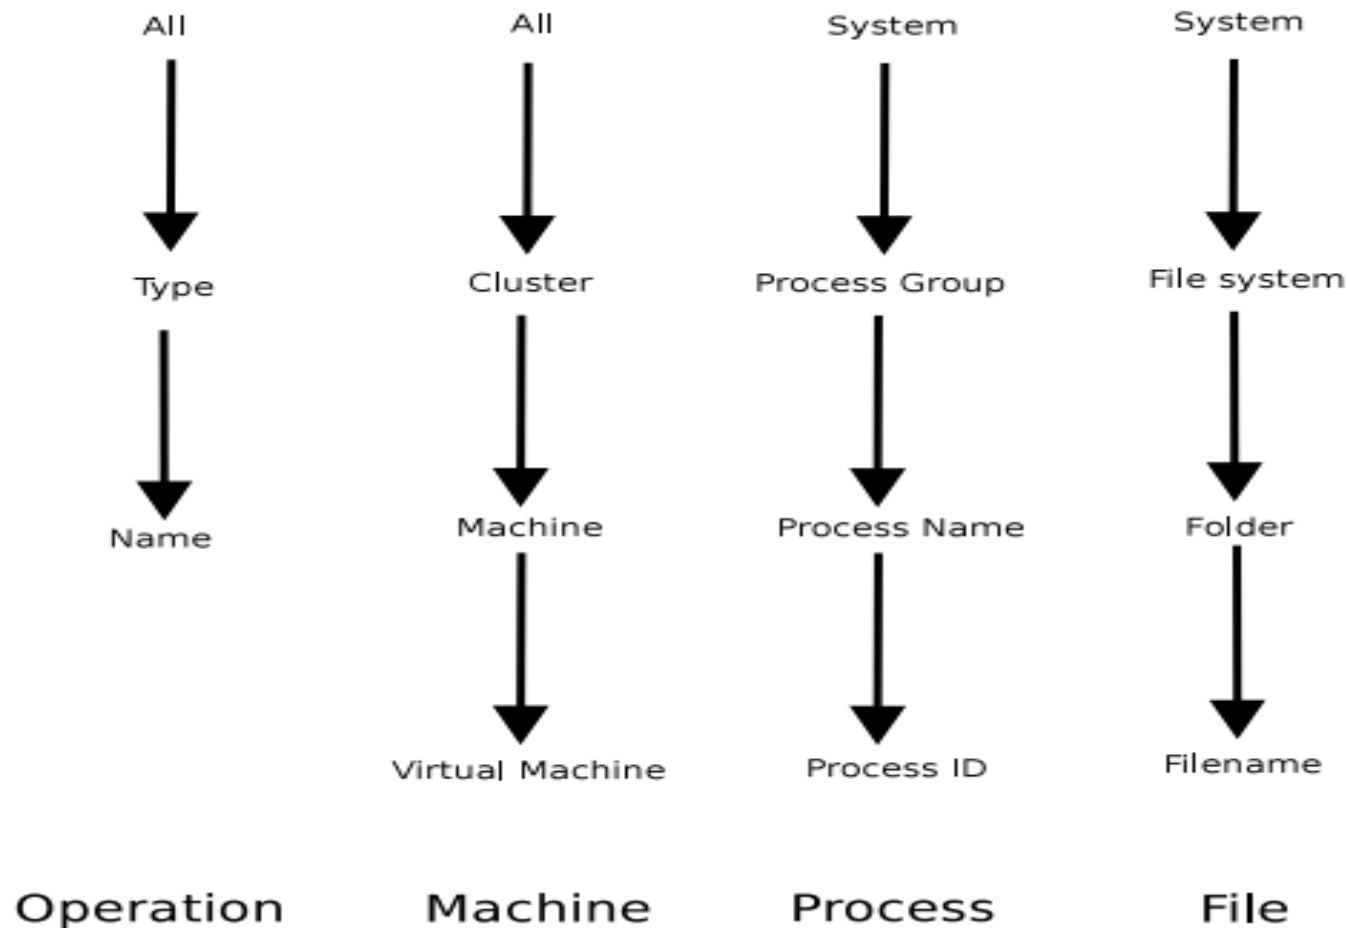 All
All
System
System
Type
Cluster
Process Group
File system
Name
Machine
Process Name
Folder
Virtual Machine
Process ID
Filename
Operation
Machine
Process
File